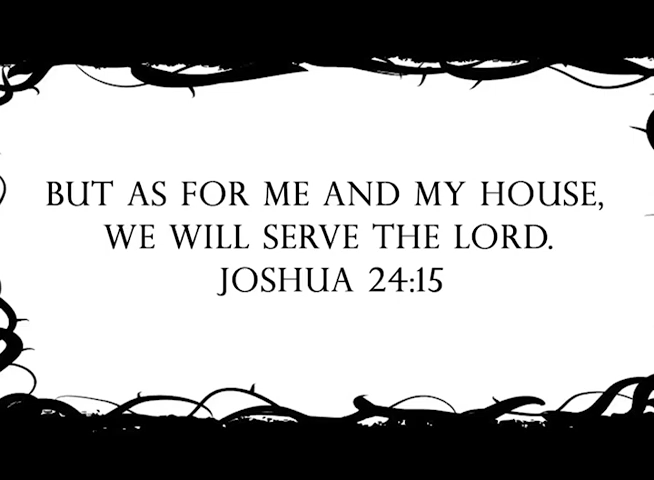 BUT AS FOR ME AND MY HOUSE,
WE WILL SERVE THE LORD.
JOSHUA 24:15